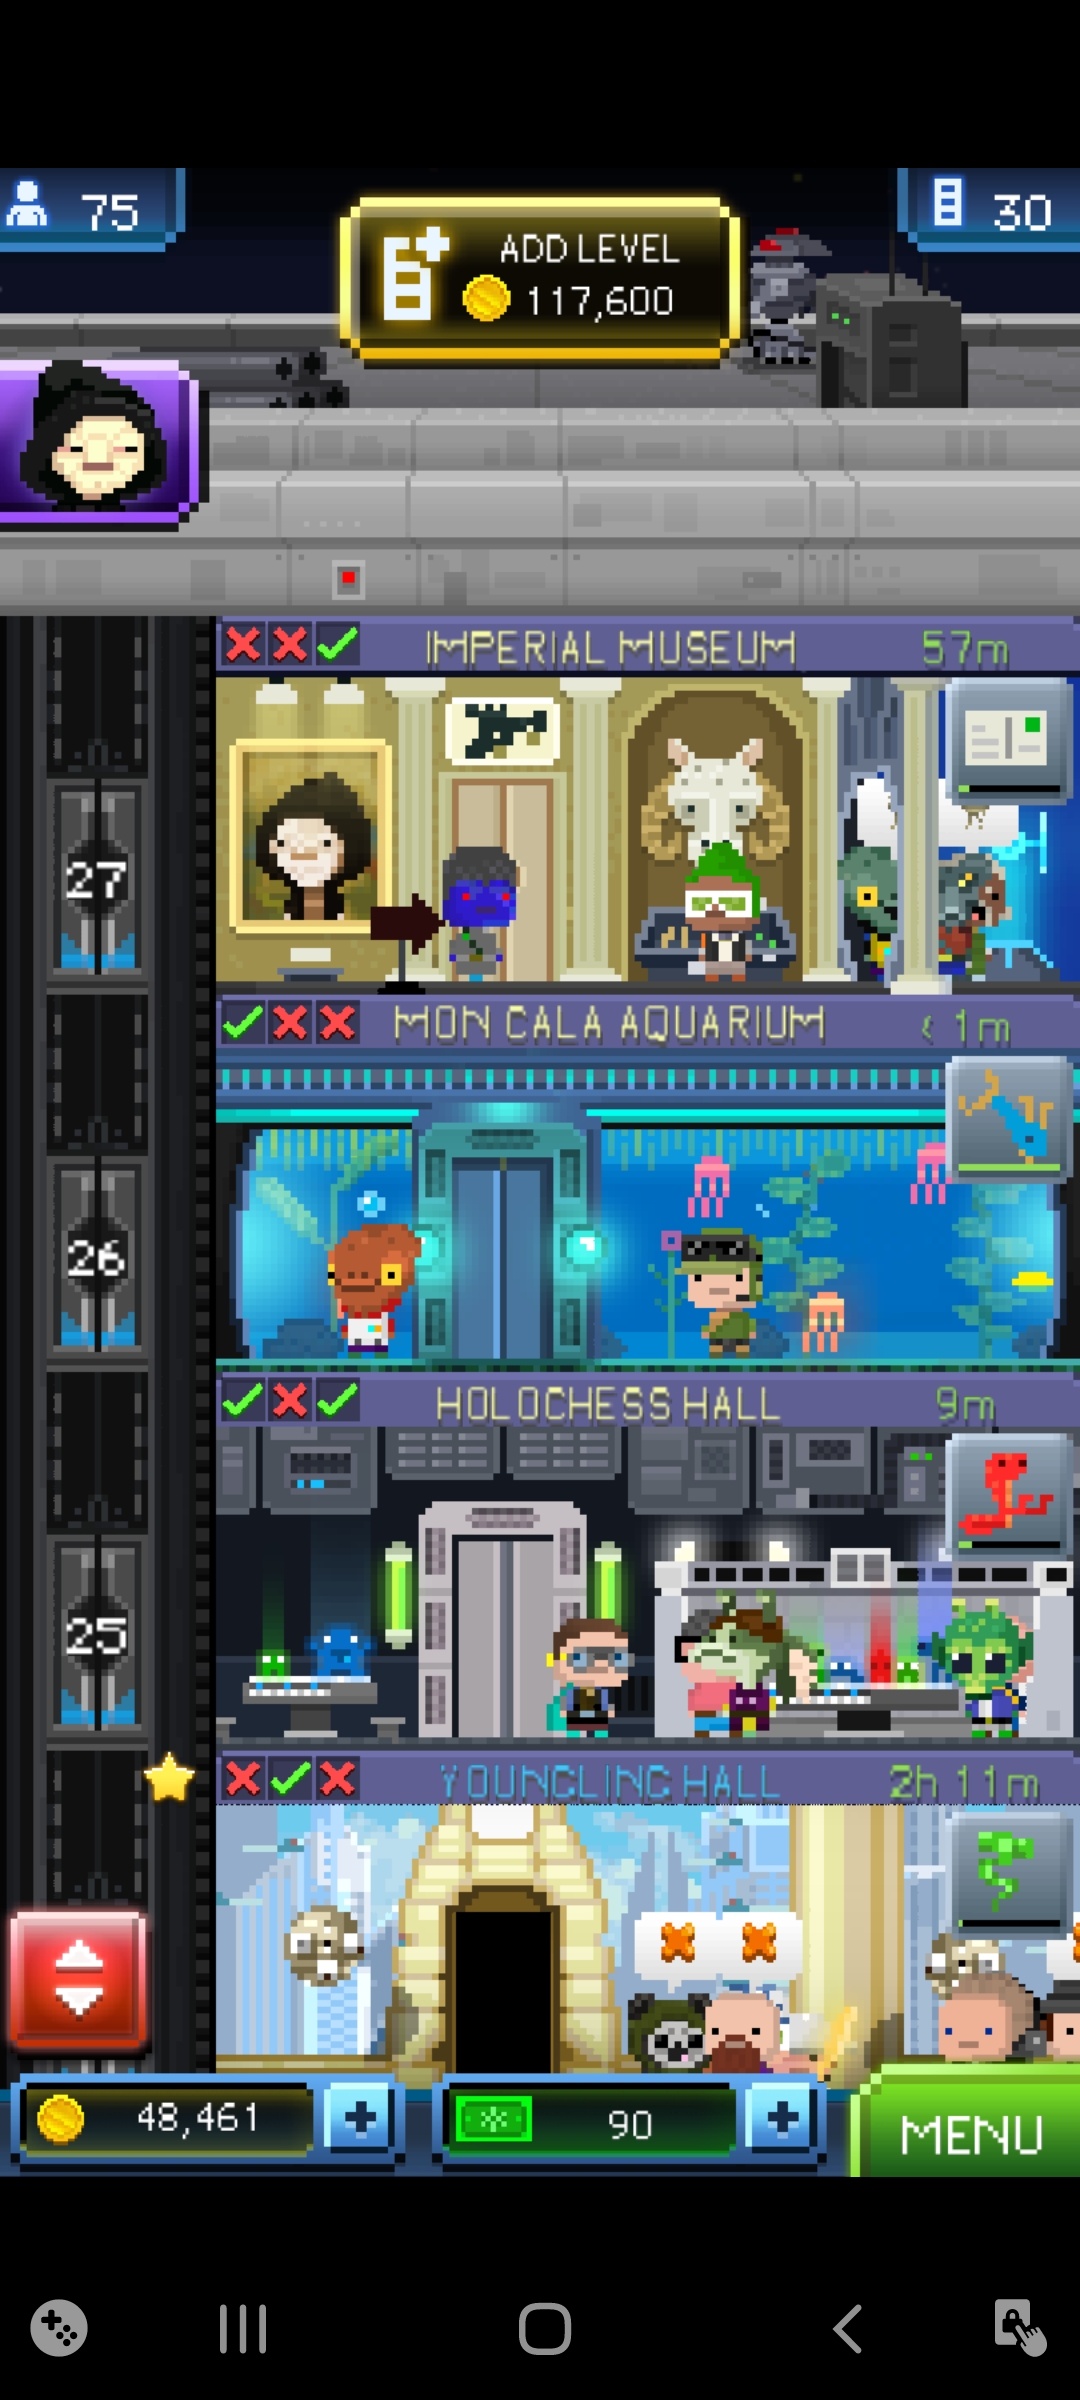 75
ADD LEVEL
117,600
30
IMPERIAL MUSEUM 57m
27
MON CALA AQUARIUM < 1m
26
HOLOCHESS HALL 9m
25
YOUNGLING HALL 2h 11m
48,461
90
MENU